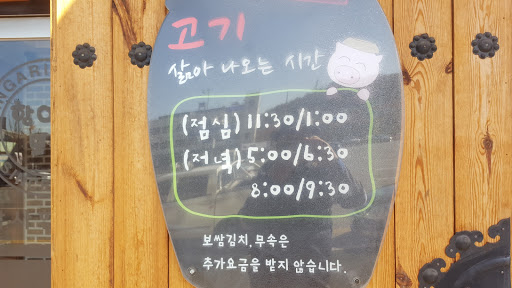 고기
삶아 나오는 시간
(점심) 11:30/1:00
(저녁) 5:00/6:30
8:00/9:30
보쌈김치, 무속은
추가요금을 받지 않습니다.